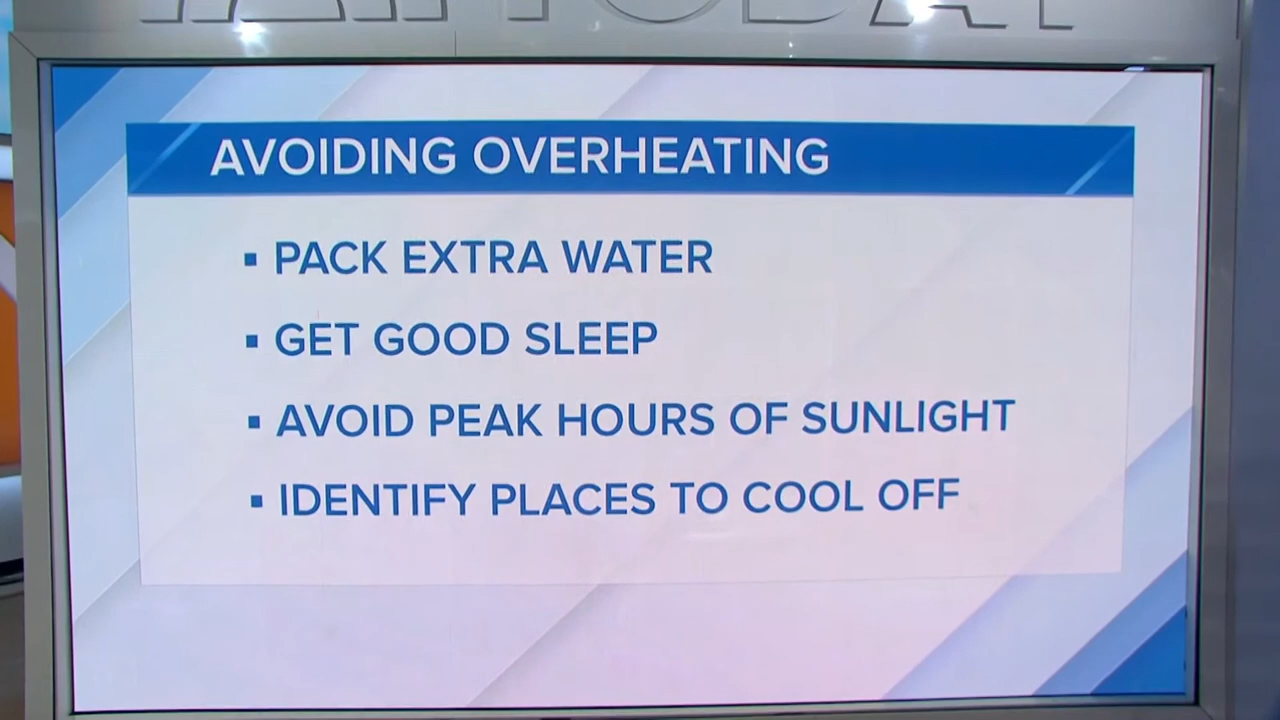 AVOIDING OVERHEATING
▪ PACK EXTRA WATER
▪ GET GOOD SLEEP
▪ AVOID PEAK HOURS OF SUNLIGHT
▪ IDENTIFY PLACES TO COOL OFF